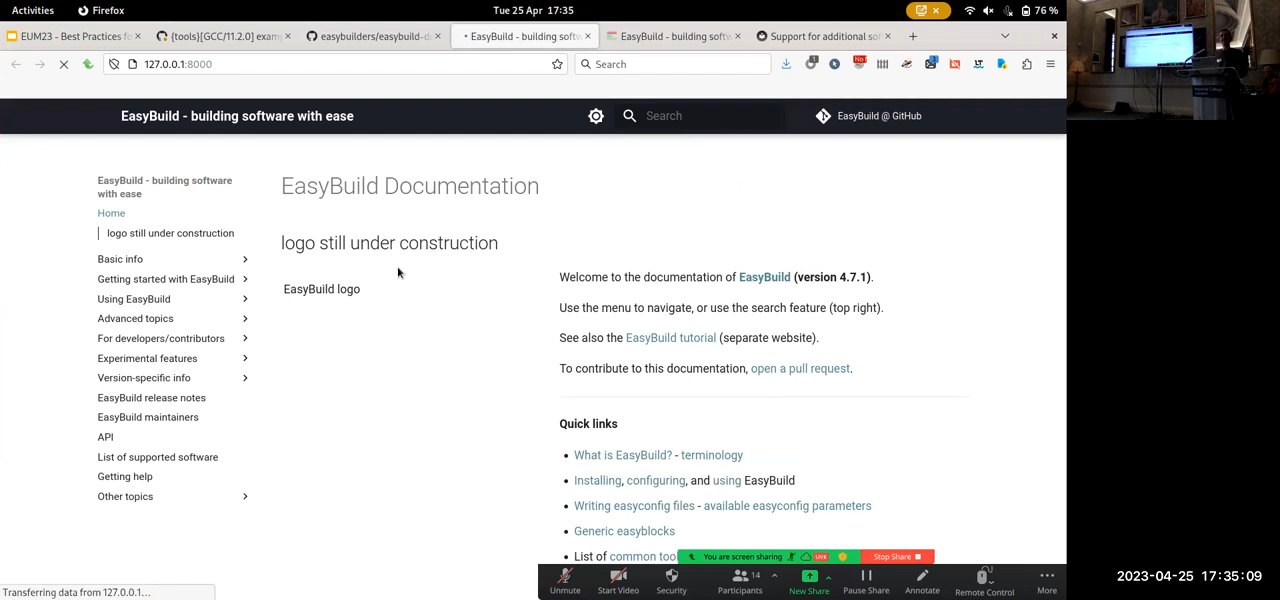 Activities Firefox Tue 25 Apr 17:35 76 %
EUM23 - Best Practices fo {tools}[GCC/11.2.0] exam easybuilders/easybuild-d EasyBuild - building softw EasyBuild - building softw Support for additional so
127.0.0.1:8000 Search
EasyBuild - building software with ease Search EasyBuild @ GitHub
EasyBuild - building software
with ease
Home
logo still under construction
Basic info
Getting started with EasyBuild
Using EasyBuild
Advanced topics
For developers/contributors
Experimental features
Version-specific info
EasyBuild release notes
EasyBuild maintainers
API
List of supported software
Getting help
Other topics
EasyBuild Documentation
logo still under construction
EasyBuild logo
Welcome to the documentation of EasyBuild (version 4.7.1).
Use the menu to navigate, or use the search feature (top right).
See also the EasyBuild tutorial (separate website).
To contribute to this documentation, open a pull request.
Quick links
What is EasyBuild? - terminology
Installing, configuring, and using EasyBuild
Writing easyconfig files - available easyconfig parameters
Generic easyblocks
List of common too
You are screen sharing LIVE Stop Share
Unmute Start Video Security Participants 14 New Share Pause Share Annotate Remote Control More
Transferring data from 127.0.0.1…
2023-04-25 17:35:09